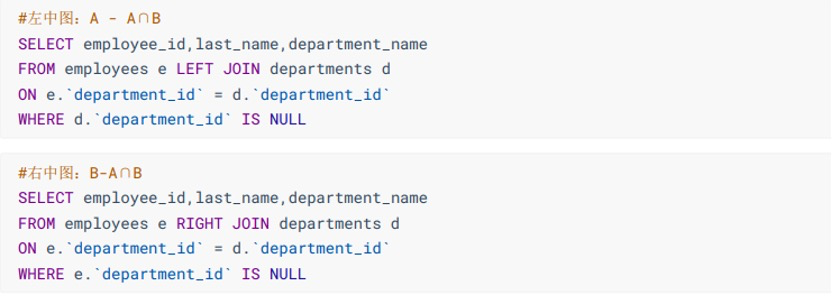 #左中图：A - A∩B
SELECT employee_id,last_name,department_name
FROM employees e LEFT JOIN departments d
ON e.`department_id` = d.`department_id`
WHERE d.`department_id` IS NULL
#右中图：B-A∩B
SELECT employee_id,last_name,department_name
FROM employees e RIGHT JOIN departments d
ON e.`department_id` = d.`department_id`
WHERE e.`department_id` IS NULL